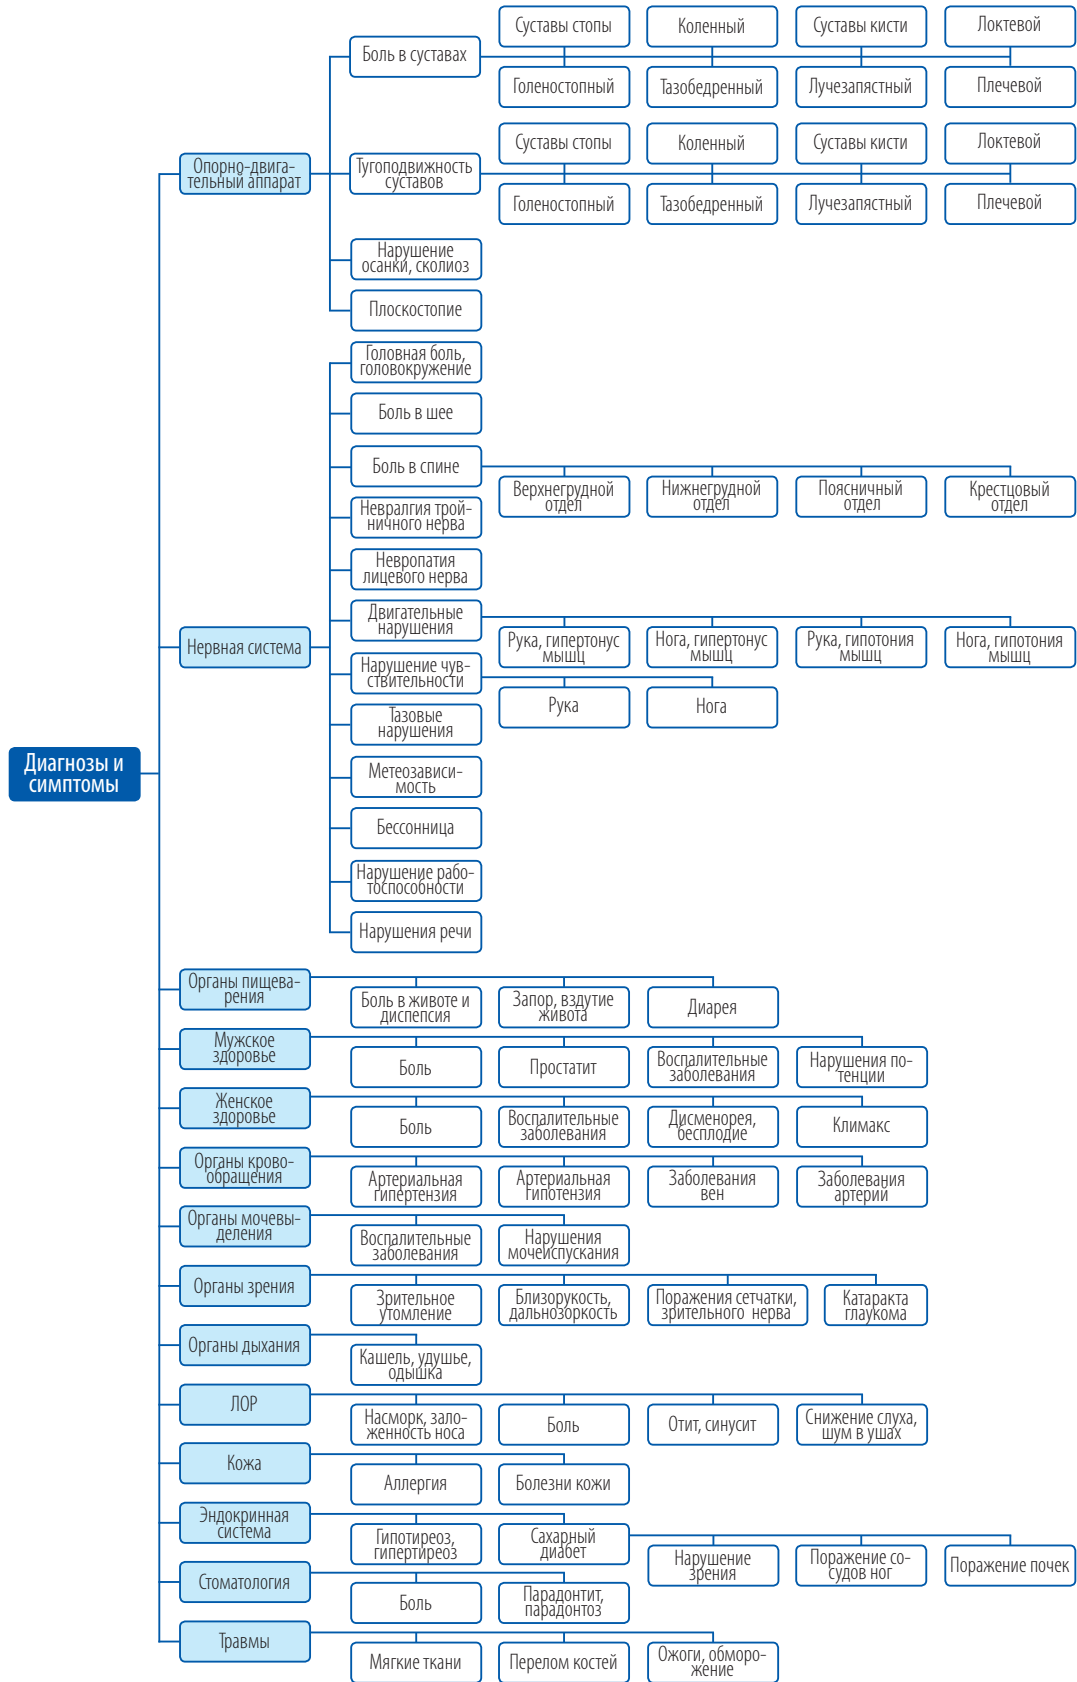 Суставы стопы
Коленный
Суставы кисти
Локтевой
Боль в суставах
Голеностопный
Тазобедренный
Лучезапястный
Плечевой
Суставы стопы
Коленный
Суставы кисти
Локтевой
Опорно-двига-
тельный аппарат
Тугоподвижность
суставов
Голеностопный
Тазобедренный
Лучезапястный
Плечевой
Нарушение
осанки, сколиоз
Плоскостопие
Головная боль,
головокружение
Боль в шее
Боль в спине
Верхнегрудной
отдел
Нижнегрудной
отдел
Поясничный
отдел
Крестцовый
отдел
Невралгия трой-
ничного нерва
Невропатия
лицевого нерва
Двигательные
нарушения
Рука, гипертонус
мышц
Нога, гипертонус
мышц
Рука, гипотония
мышц
Нога, гипотония
мышц
Нервная система
Нарушение чув-
ствительности
Рука
Нога
Тазовые
нарушения
Диагнозы и
симптомы
Метеозависи-
мость
Бессонница
Нарушение рабо-
тоспособности
Нарушения речи
Органы пищева-
рения
Боль в животе и
диспепсия
Запор, вздутие
живота
Диарея
Мужское
здоровье
Боль
Простатит
Воспалительные
заболевания
Нарушения по-
тенции
Женское
здоровье
Боль
Воспалительные
заболевания
Дисменорея,
бесплодие
Климакс
Органы крово-
обращения
Артериальная
гипертензия
Артериальная
гипотензия
Заболевания
вен
Заболевания
артерий
Органы мочевы-
деления
Воспалительные
заболевания
Нарушения
мочеиспускания
Органы зрения
Зрительное
утомление
Близорукость,
дальнозоркость
Поражения сетчатки,
зрительного нерва
Катаракта
глаукома
Органы дыхания
Кашель, удушье,
одышка
ЛОР
Насморк, зало-
женность носа
Боль
Отит, синусит
Снижение слуха,
шум в ушах
Кожа
Аллергия
Болезни кожи
Эндокринная
система
Гипотиреоз,
гипертиреоз
Сахарный
диабет
Нарушение
зрения
Поражение со-
судов ног
Поражение почек
Стоматология
Боль
Парадонтит,
парадонтоз
Травмы
Мягкие ткани
Перелом костей
Ожоги, обморо-
жение